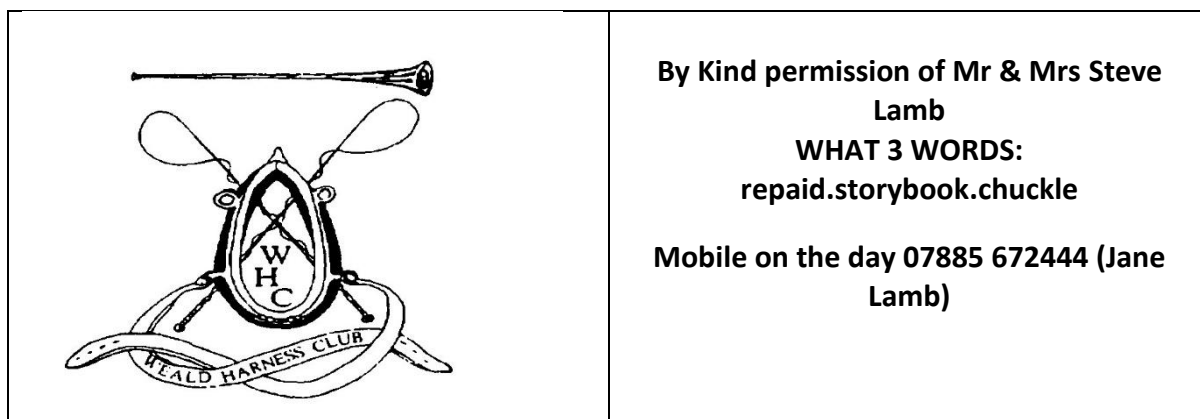 W
H
C
WEALD HARNESS CLUB
By Kind permission of Mr & Mrs Steve
Lamb
WHAT 3 WORDS:
repaid.storybook.chuckle
Mobile on the day 07885 672444 (Jane
Lamb)